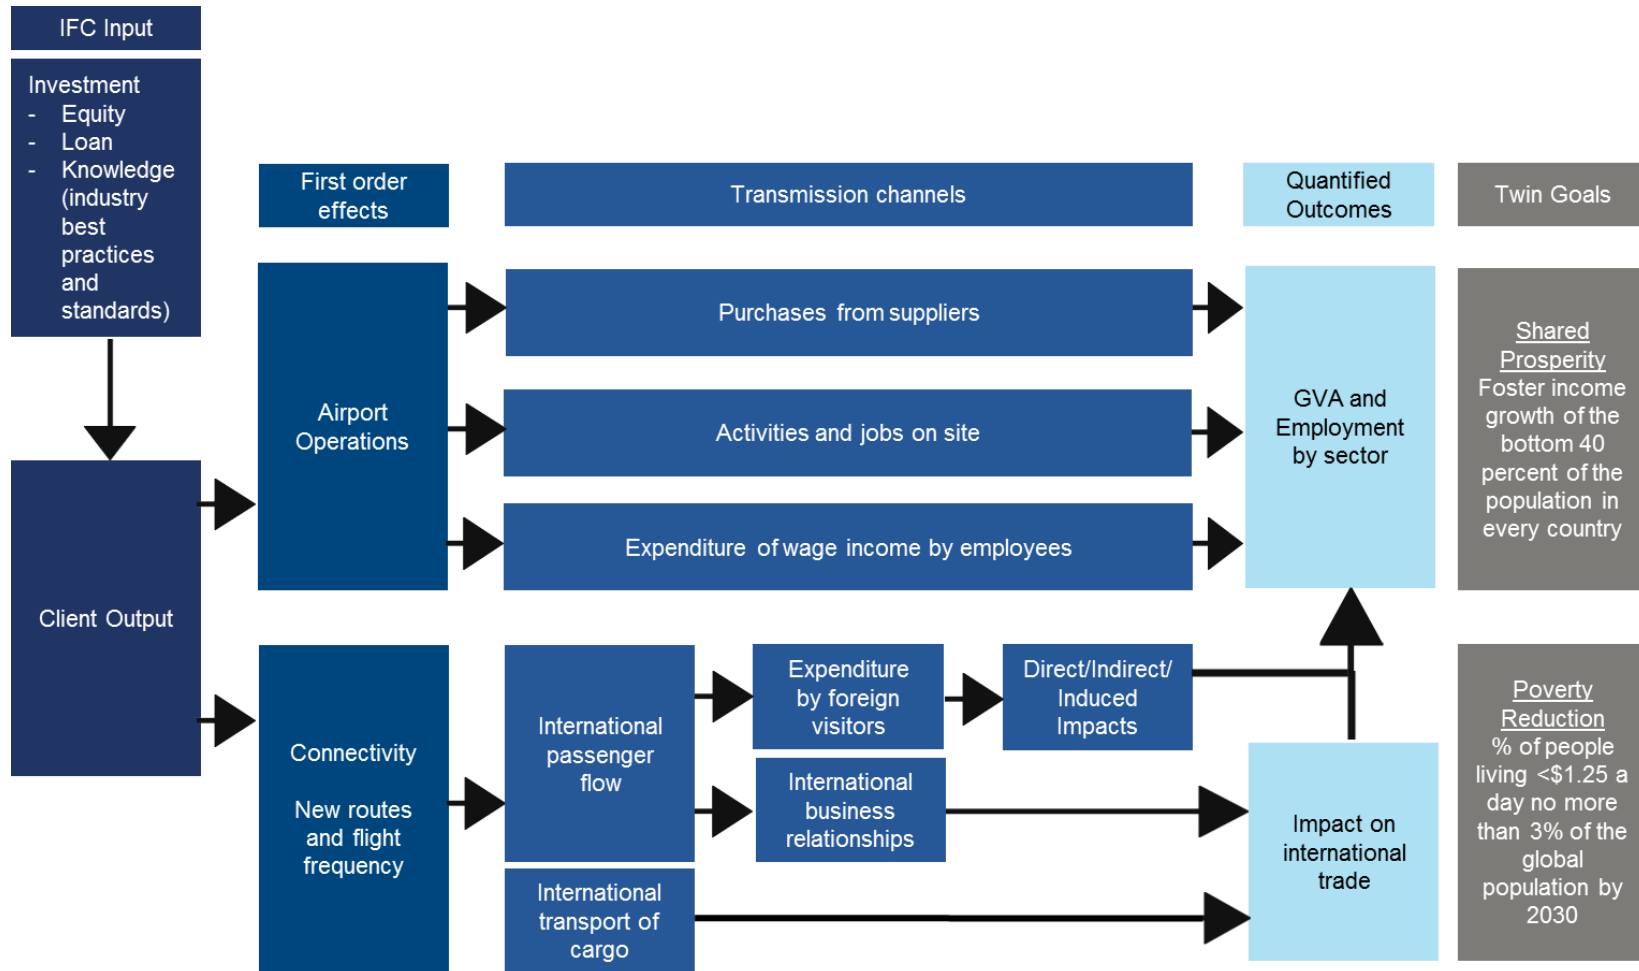 IFC Input
Investment
- Equity
- Loan
- Knowledge
(industry
best
practices
and
standards)
Client Output
First order
effects
Transmission channels
Quantified
Outcomes
Twin Goals
Airport
Operations
Purchases from suppliers
Activities and jobs on site
Expenditure of wage income by employees
GVA and
Employment
by sector
Shared
Prosperity
Foster income
growth of the
bottom 40
percent of the
population in
every country
Connectivity
New routes
and flight
frequency
International
passenger
flow
Expenditure
by foreign
visitors
Direct/Indirect/
Induced
Impacts
International
business
relationships
International
transport of
cargo
Impact on
international
trade
Poverty
Reduction
% of people
living <$1.25 a
day no more
than 3% of the
global
population by
2030